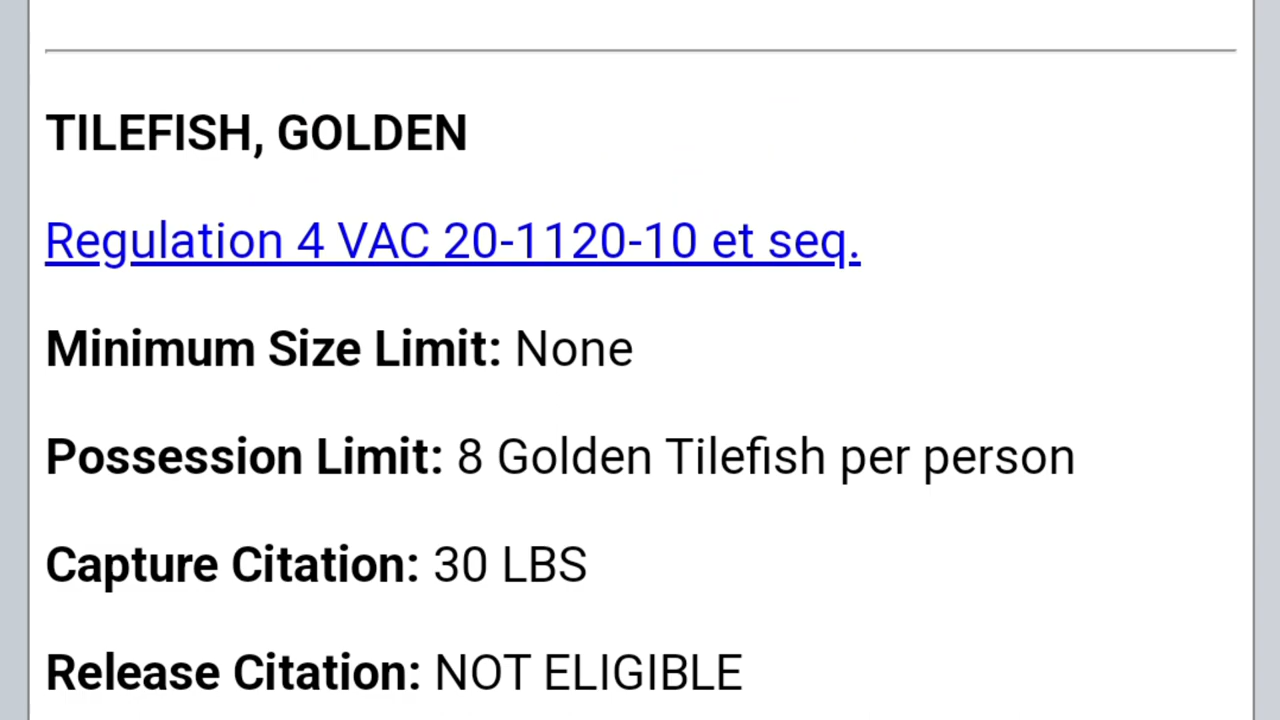 TILEFISH, GOLDEN
Regulation 4 VAC 20-1120-10 et seq.
Minimum Size Limit: None
Possession Limit: 8 Golden Tilefish per person
Capture Citation: 30 LBS
Release Citation: NOT ELIGIBLE